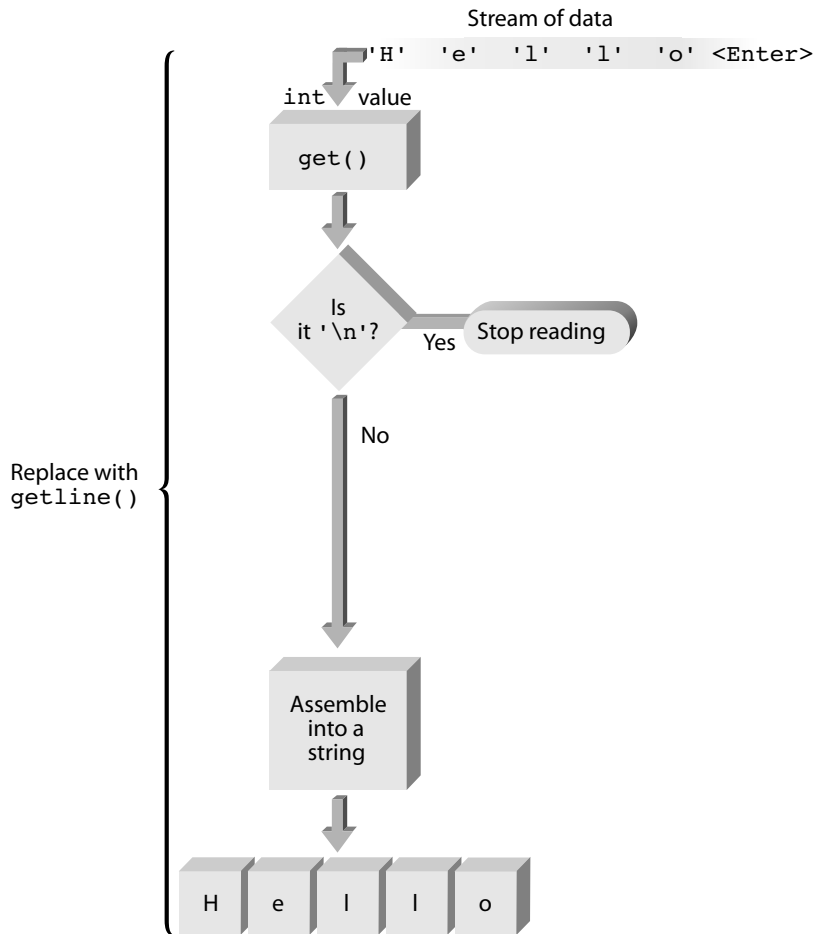 Stream of data
'H' 'e' 'l' 'l' 'o' <Enter>
int value
get()
Is
it '\n'?
Yes
Stop reading
No
Replace with
getline()
Assemble
into a
string
H e l l o